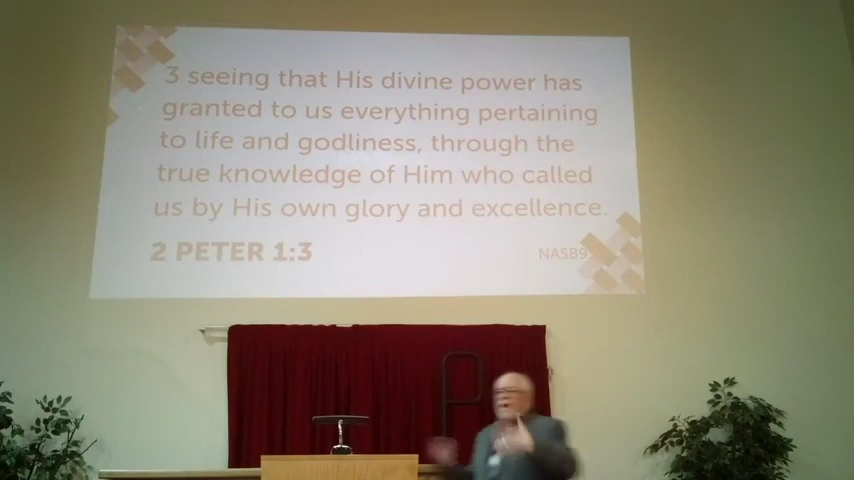 3 seeing that His divine power has
granted to us everything pertaining
to life and godliness, through the
true knowledge of Him who called
us by His own glory and excellence.
2 PETER 1:3
NASB9